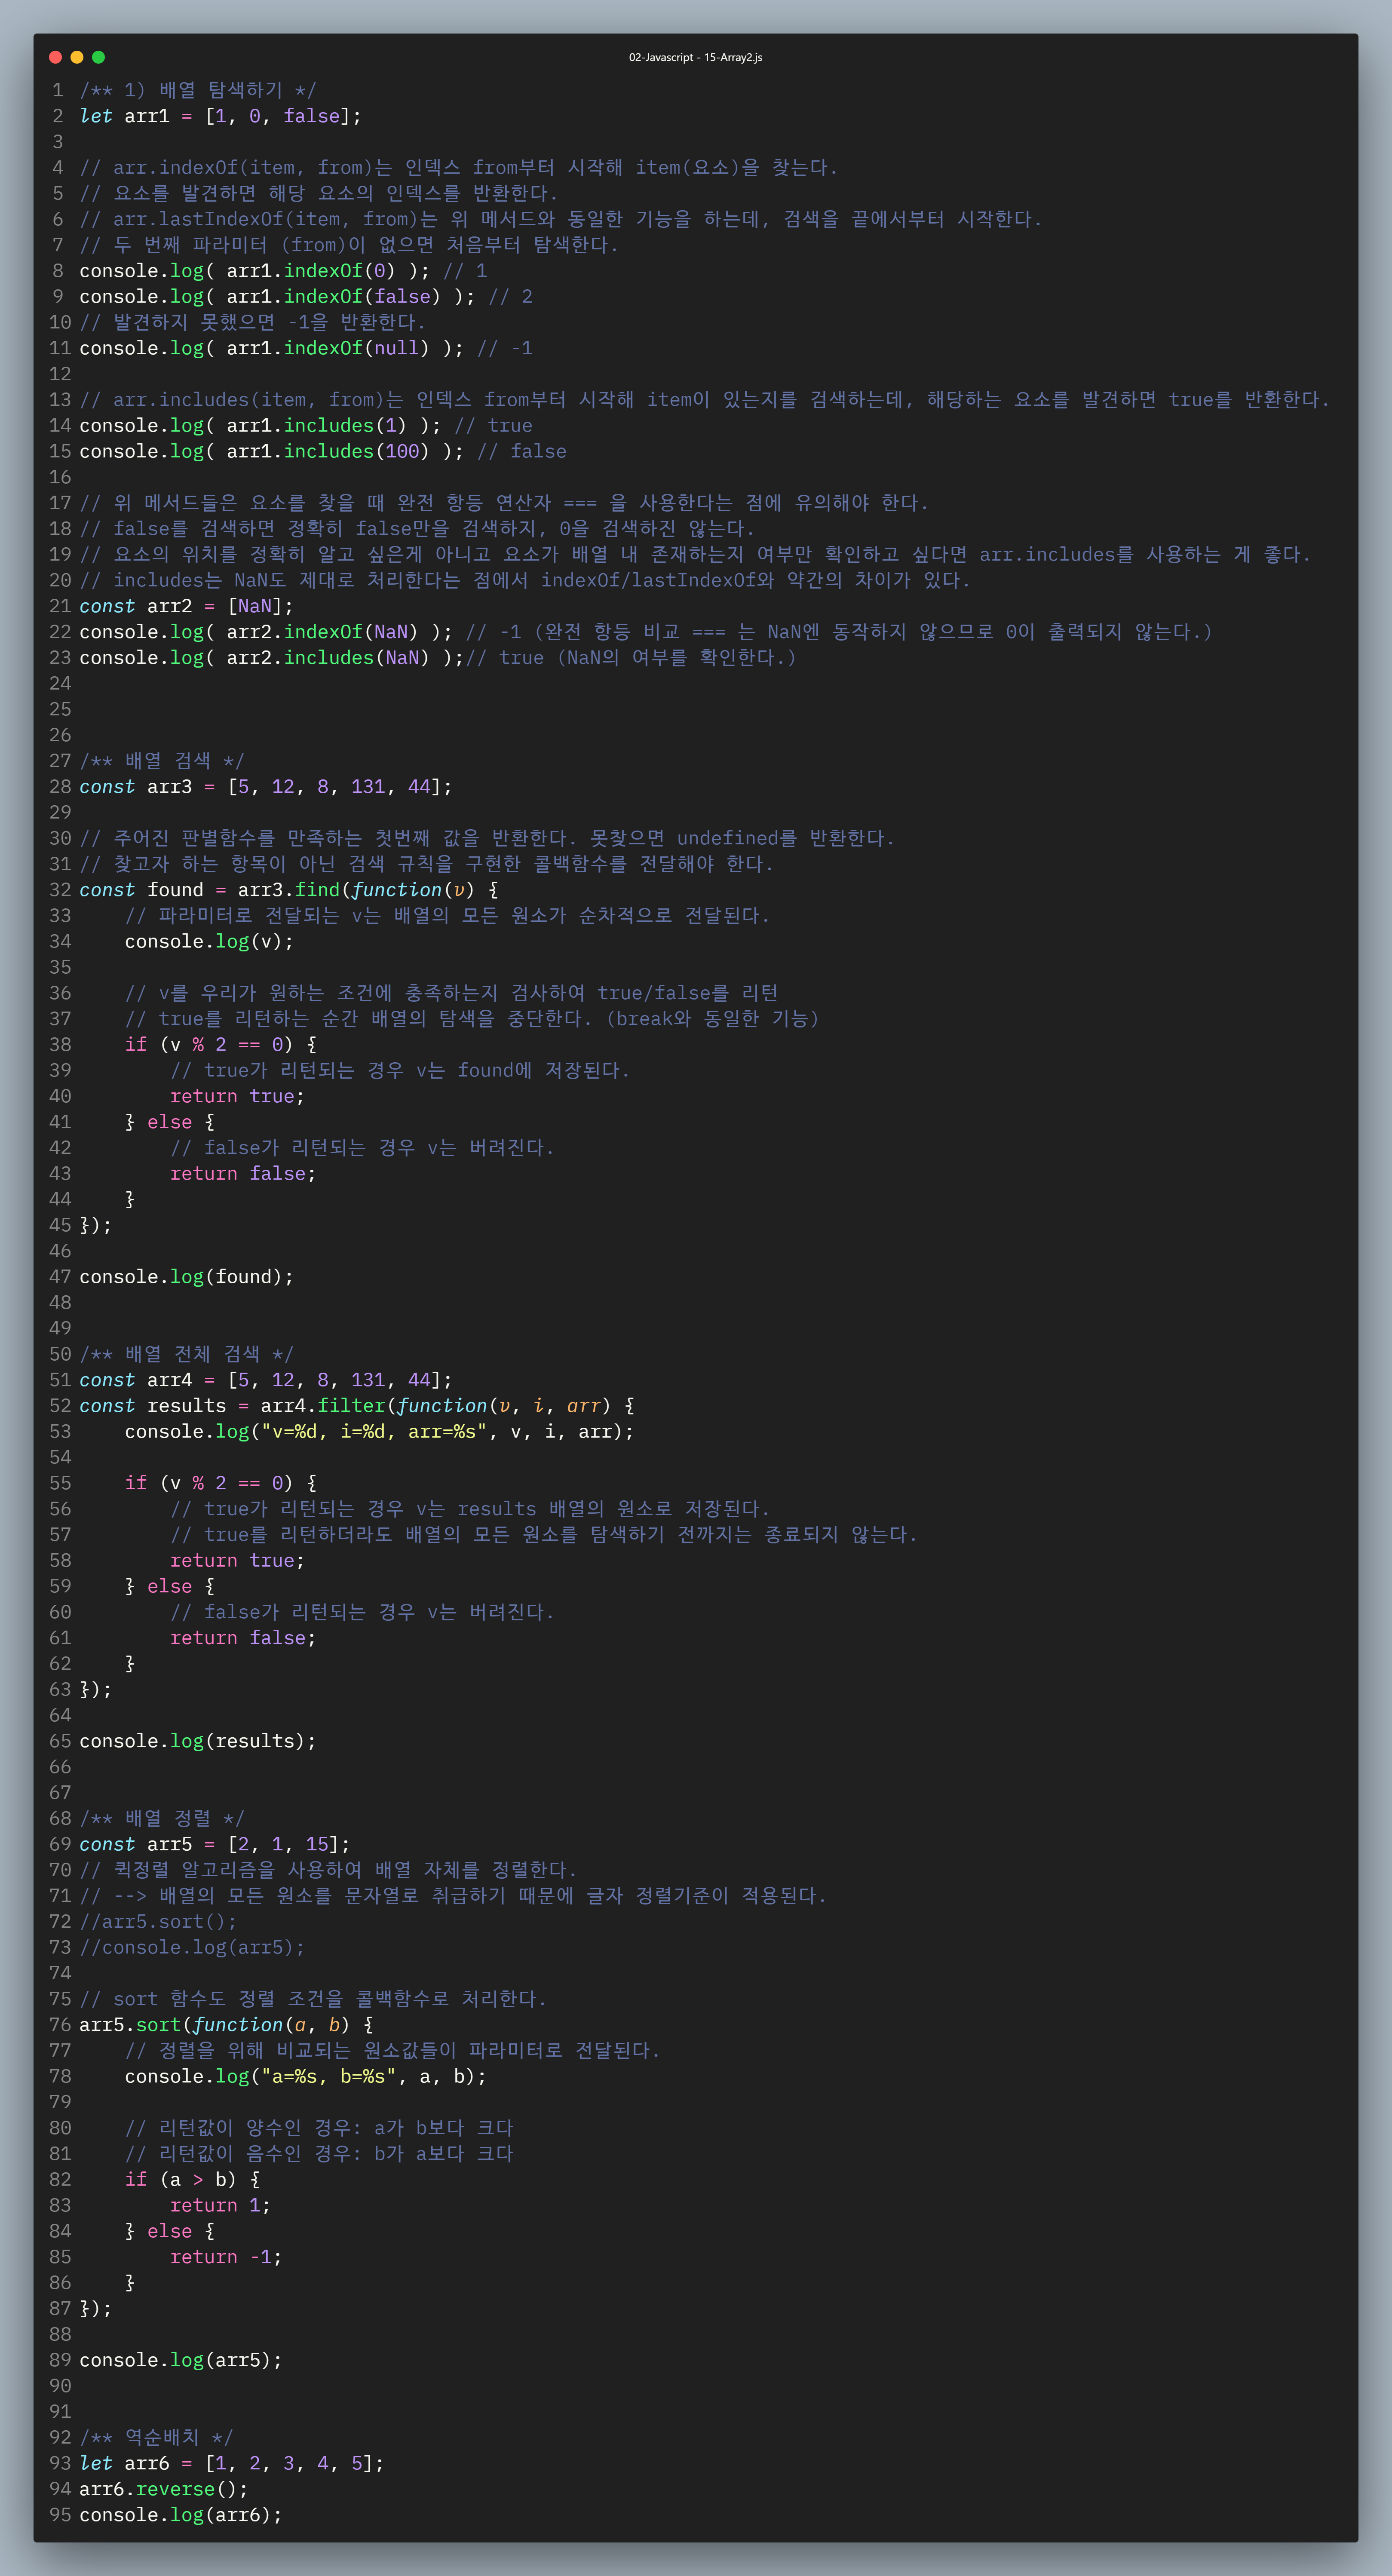 02-Javascript - 15-Array2.js
1 /** 1) 배열 탐색하기 */
2 let arr1 = [1, 0, false];
3
4 // arr.indexOf(item, from)는 인덱스 from부터 시작해 item(요소)을 찾는다.
5 // 요소를 발견하면 해당 요소의 인덱스를 반환한다.
6 // arr.lastIndexOf(item, from)는 위 메서드와 동일한 기능을 하는데, 검색을 끝에서부터 시작한다.
7 // 두 번째 파라미터 (from)이 없으면 처음부터 탐색한다.
8 console.log( arr1.indexOf(0) ); // 1
9 console.log( arr1.indexOf(false) ); // 2
10 // 발견하지 못했으면 -1을 반환한다.
11 console.log( arr1.indexOf(null) ); // -1
12
13 // arr.includes(item, from)는 인덱스 from부터 시작해 item이 있는지를 검색하는데, 해당하는 요소를 발견하면 true를 반환한다.
14 console.log( arr1.includes(1) ); // true
15 console.log( arr1.includes(100) ); // false
16
17 // 위 메서드들은 요소를 찾을 때 완전 항등 연산자 === 을 사용한다는 점에 유의해야 한다.
18 // false를 검색하면 정확히 false만을 검색하지, 0을 검색하진 않는다.
19 // 요소의 위치를 정확히 알고 싶은게 아니고 요소가 배열 내 존재하는지 여부만 확인하고 싶다면 arr.includes를 사용하는 게 좋다.
20 // includes는 NaN도 제대로 처리한다는 점에서 indexOf/lastIndexOf와 약간의 차이가 있다.
21 const arr2 = [NaN];
22 console.log( arr2.indexOf(NaN) ); // -1 (완전 항등 비교 === 는 NaN엔 동작하지 않으므로 0이 출력되지 않는다.)
23 console.log( arr2.includes(NaN) );// true (NaN의 여부를 확인한다.)
24
25
26
27 /** 배열 검색 */
28 const arr3 = [5, 12, 8, 131, 44];
29
30 // 주어진 판별함수를 만족하는 첫번째 값을 반환한다. 못찾으면 undefined를 반환한다.
31 // 찾고자 하는 항목이 아닌 검색 규칙을 구현한 콜백함수를 전달해야 한다.
32 const found = arr3.find(function(v) {
33     // 파라미터로 전달되는 v는 배열의 모든 원소가 순차적으로 전달된다.
34     console.log(v);
35
36     // v를 우리가 원하는 조건에 충족하는지 검사하여 true/false를 리턴
37     // true를 리턴하는 순간 배열의 탐색을 중단한다. (break와 동일한 기능)
38     if (v % 2 == 0) {
39         // true가 리턴되는 경우 v는 found에 저장된다.
40         return true;
41     } else {
42         // false가 리턴되는 경우 v는 버려진다.
43         return false;
44     }
45 });
46
47 console.log(found);
48
49
50 /** 배열 전체 검색 */
51 const arr4 = [5, 12, 8, 131, 44];
52 const results = arr4.filter(function(v, i, arr) {
53     console.log("v=%d, i=%d, arr=%s", v, i, arr);
54
55     if (v % 2 == 0) {
56         // true가 리턴되는 경우 v는 results 배열의 원소로 저장된다.
57         // true를 리턴하더라도 배열의 모든 원소를 탐색하기 전까지는 종료되지 않는다.
58         return true;
59     } else {
60         // false가 리턴되는 경우 v는 버려진다.
61         return false;
62     }
63 });
64
65 console.log(results);
66
67
68 /** 배열 정렬 */
69 const arr5 = [2, 1, 15];
70 // 퀵정렬 알고리즘을 사용하여 배열 자체를 정렬한다.
71 // --> 배열의 모든 원소를 문자열로 취급하기 때문에 글자 정렬기준이 적용된다.
72 //arr5.sort();
73 //console.log(arr5);
74
75 // sort 함수도 정렬 조건을 콜백함수로 처리한다.
76 arr5.sort(function(a, b) {
77     // 정렬을 위해 비교되는 원소값들이 파라미터로 전달된다.
78     console.log("a=%s, b=%s", a, b);
79
80     // 리턴값이 양수인 경우: a가 b보다 크다
81     // 리턴값이 음수인 경우: b가 a보다 크다
82     if (a > b) {
83         return 1;
84     } else {
85         return -1;
86     }
87 });
88
89 console.log(arr5);
90
91
92 /** 역순배치 */
93 let arr6 = [1, 2, 3, 4, 5];
94 arr6.reverse();
95 console.log(arr6);